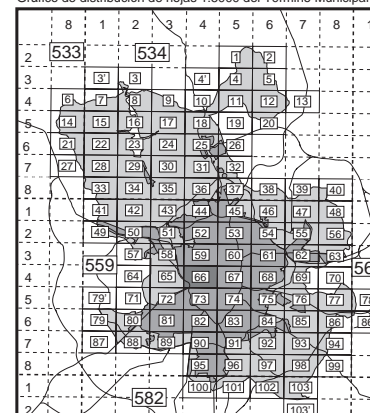 Gráfico de distribución de hojas 1:5000 del Término Municipal
8 1 2 3 4 5 6 7 8
533 534
2 1 2
3 3' 3 4' 4 5
4 6 7 8 9 10 11 12 13
5 14 15 16 17 18 19 20
6 21 22 23 24 25 26
7 27 28 29 30 31 32
8 33 34 35 36 37 38 39 40
1 41 42 43 44 45 46 47 48
2 49 50 51 52 53 54 55 56
3 57 58 59 60 61 62 63
559
4 64 65 66 67 68 69 70
5 79' 71 72 73 74 75 76 77
6 79 80 81 82 83 84 85 86
7 87 88 89 90 91 92 93 94
8 95 96 97 98 99
1 100 101 102 103
582
103'